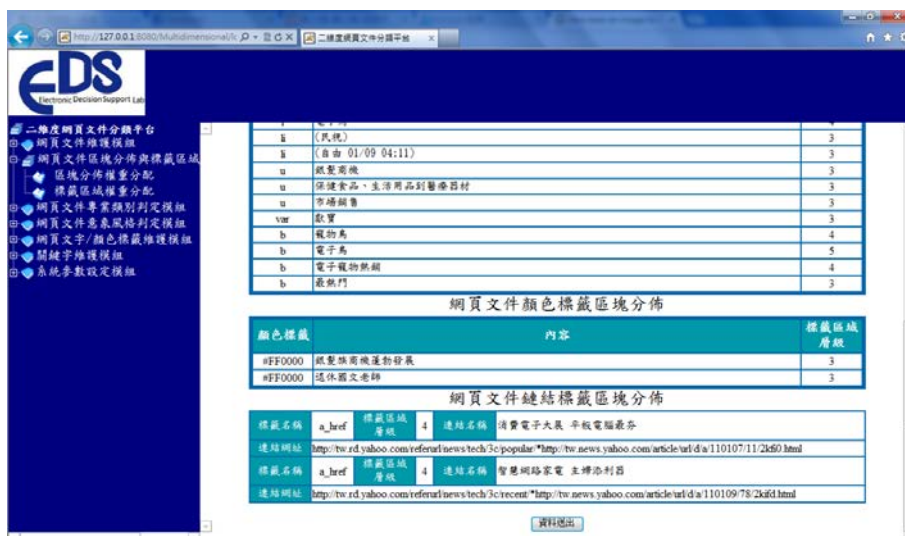 http://127.0.0.1:8080/Multidimensional/lc
二維度網頁文件分類平台
EDS
Electronic Decision Support Lab
二維度網頁文件分類平台
網頁文件維護模組
網頁文件區塊分佈與標籤區域
區塊分佈權重分配
標籤區域權重分配
網頁文件專業類別判定模組
網頁文件意象風格判定模組
網頁文字/顏色標籤維護模組
關鍵字維護模組
系統參數設定模組
li (民視) 3
li (自由 01/09 04:11) 3
u 銀髮商機 3
u 保健食品、生活用品到醫療器材 3
u 市場銷售 3
var 獻寶 3
b 寵物鳥 4
b 電子鳥 5
b 電子寵物熱銷 4
b 最熱門 3
網頁文件顏色標籤區塊分佈
顏色標籤 內容 標籤區域層級
#FF0000 銀髮族商機蓬勃發展 3
#FF0000 退休國文老師 3
網頁文件鏈結標籤區塊分佈
標籤名稱 a_href 標籤區域層級 4 連結名稱 消費電子大展 平板電腦最夯
連結網址 http://tw.rd.yahoo.com/referurl/news/tech/3c/popular/*http://tw.news.yahoo.com/article/url/d/a/110107/11/2kf60.html
標籤名稱 a_href 標籤區域層級 4 連結名稱 智慧網路家電 主婦添利器
連結網址 http://tw.rd.yahoo.com/referurl/news/tech/3c/recent/*http://tw.news.yahoo.com/article/url/d/a/110109/78/2kifd.html
資料送出